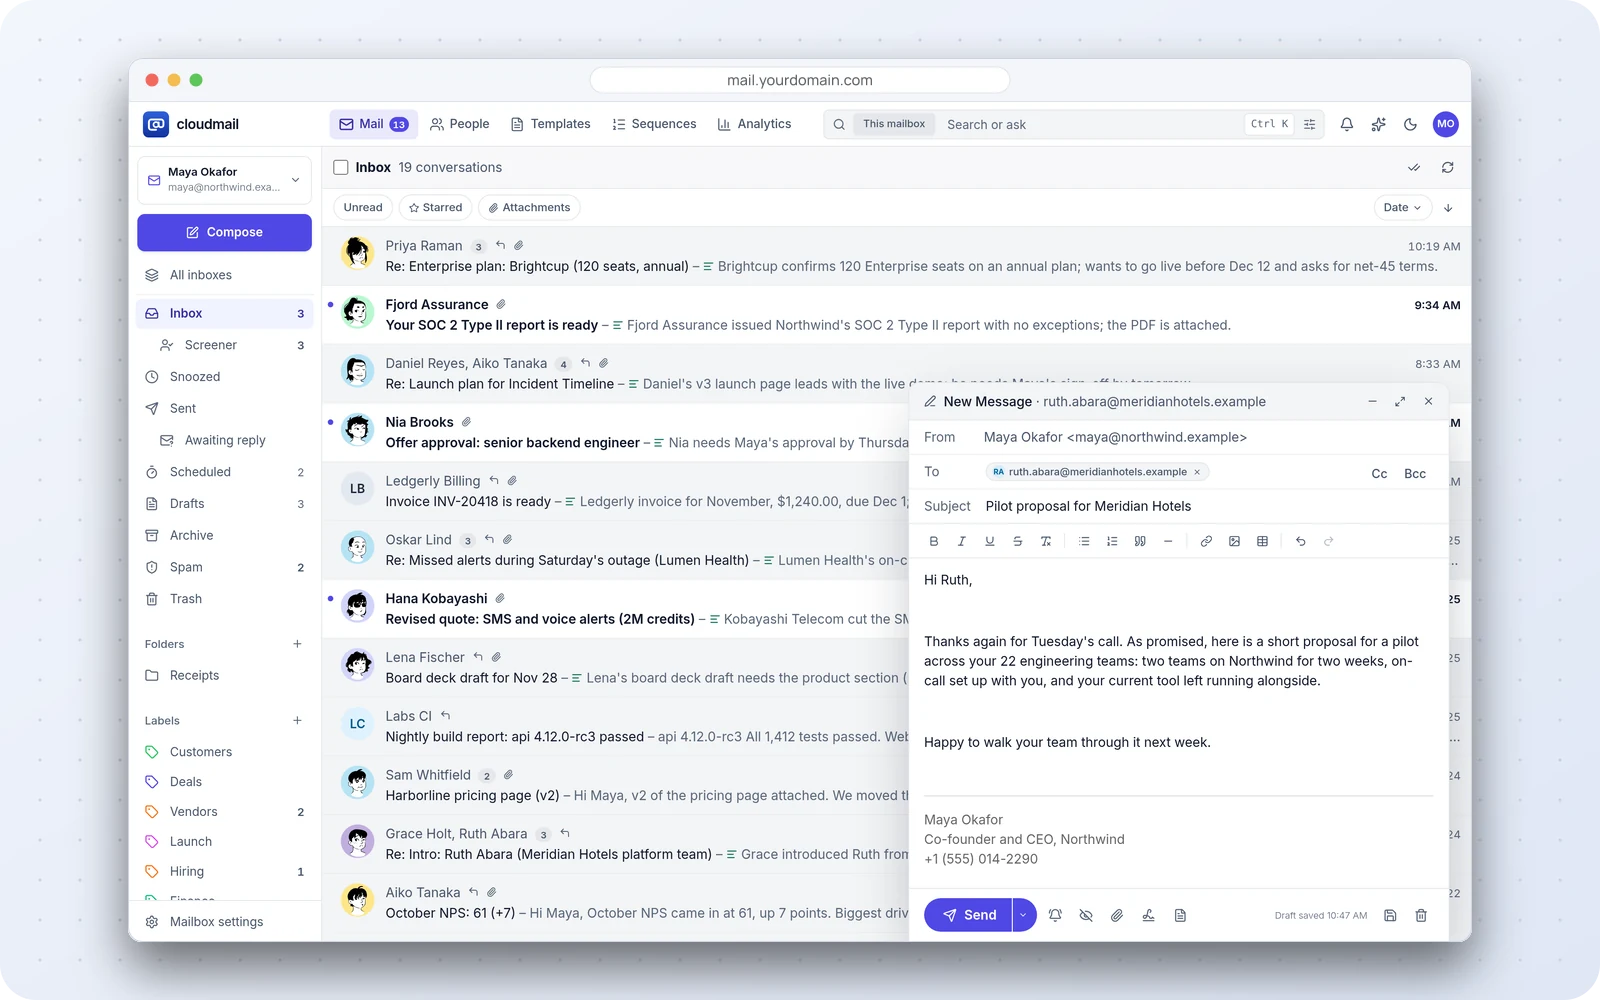 mail.yourdomain.com
cloudmail
Mail 13
People
Templates
Sequences
Analytics
This mailbox
Search or ask
Ctrl K
MO
Maya Okafor
maya@northwind.exa...
Compose
All inboxes
Inbox 3
Screener 3
Snoozed
Sent
Awaiting reply
Scheduled 2
Drafts 3
Archive
Spam 2
Trash
Folders
Receipts
Labels
Customers
Deals
Vendors 2
Launch
Hiring 1
Finance
Mailbox settings
Inbox 19 conversations
Unread
Starred
Attachments
Date
Priya Raman 3
10:19 AM
Re: Enterprise plan: Brightcup (120 seats, annual) – Brightcup confirms 120 Enterprise seats on an annual plan; wants to go live before Dec 12 and asks for net-45 terms.
Fjord Assurance
9:34 AM
Your SOC 2 Type II report is ready – Fjord Assurance issued Northwind's SOC 2 Type II report with no exceptions; the PDF is attached.
Daniel Reyes, Aiko Tanaka 4
8:33 AM
Re: Launch plan for Incident Timeline – Daniel's v3 launch page leads with the live demo; he needs Maya's sign-off by tomorrow.
Nia Brooks
M
Offer approval: senior backend engineer – Nia needs Maya's approval by Thursda
LB
Ledgerly Billing
M
Invoice INV-20418 is ready – Ledgerly invoice for November, $1,240.00, due Dec 1;
Oskar Lind 3
25
Re: Missed alerts during Saturday's outage (Lumen Health) – Lumen Health's on-c
...
Hana Kobayashi
25
Revised quote: SMS and voice alerts (2M credits) – Kobayashi Telecom cut the SM
Lena Fischer
25
Board deck draft for Nov 28 – Lena's board deck draft needs the product section (
LC
Labs CI
25
Nightly build report: api 4.12.0-rc3 passed – api 4.12.0-rc3 All 1,412 tests passed. Web
...
Sam Whitfield 2
24
Harborline pricing page (v2) – Hi Maya, v2 of the pricing page attached. We moved th
Grace Holt, Ruth Abara 3
24
Re: Intro: Ruth Abara (Meridian Hotels platform team) – Grace introduced Ruth from
Aiko Tanaka
22
October NPS: 61 (+7) – Hi Maya, October NPS came in at 61, up 7 points. Biggest driv
New Message · ruth.abara@meridianhotels.example
From Maya Okafor <maya@northwind.example>
To RA ruth.abara@meridianhotels.example ×
Cc Bcc
Subject Pilot proposal for Meridian Hotels
Hi Ruth,
Thanks again for Tuesday's call. As promised, here is a short proposal for a pilot
across your 22 engineering teams: two teams on Northwind for two weeks, on-
call set up with you, and your current tool left running alongside.
Happy to walk your team through it next week.
Maya Okafor
Co-founder and CEO, Northwind
+1 (555) 014-2290
Send
Draft saved 10:47 AM